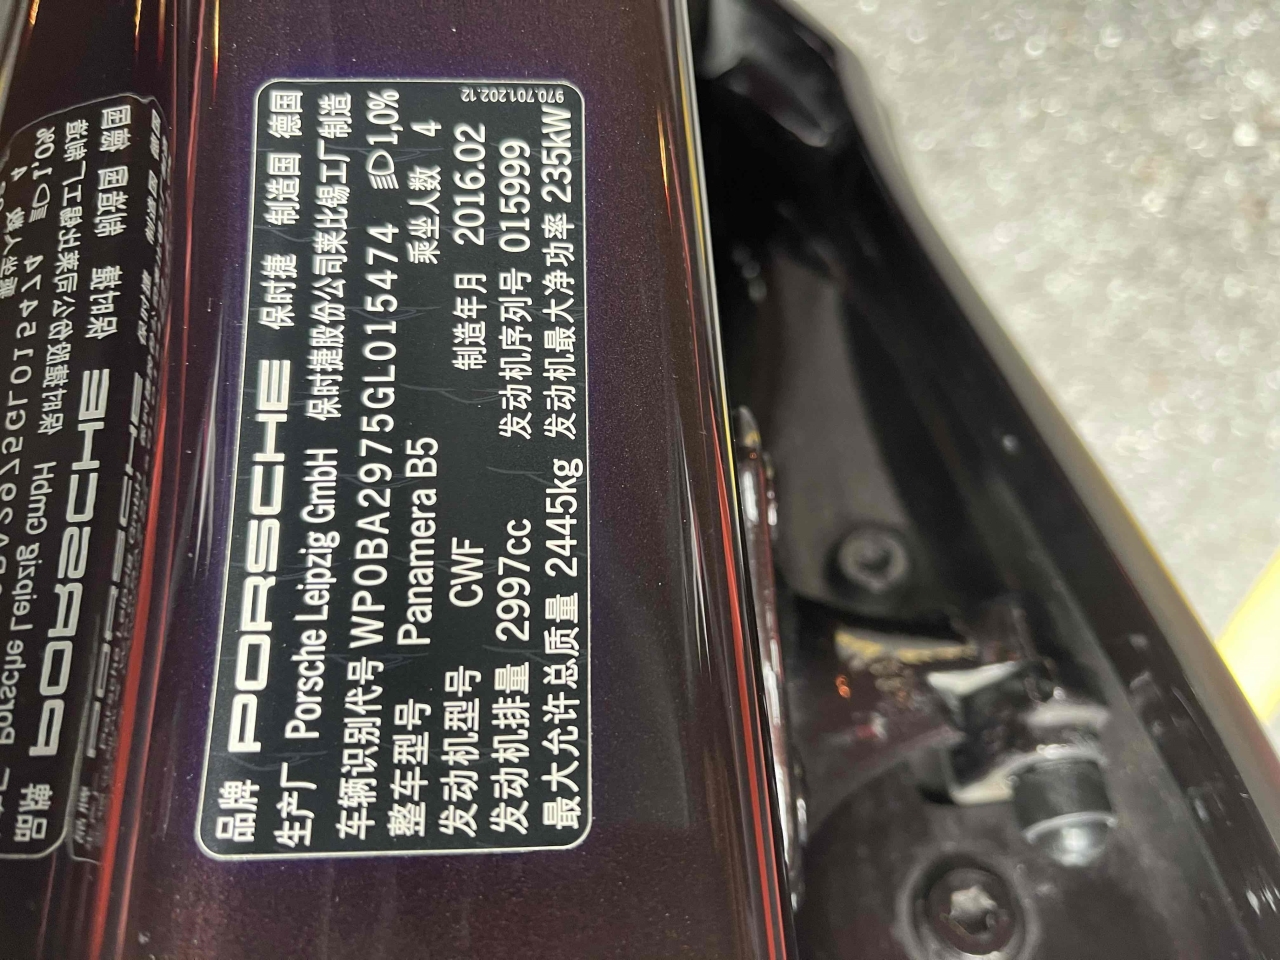 品牌 PORSCHE 保时捷 制造国 德国
生产厂 Porsche Leipzig GmbH 保时捷股份公司莱比锡工厂制造
车辆识别代号 WP0BA2975GL015474 1,0%
整车型号 Panamera B5 乘坐人数 4
发动机型号 CWF 制造年月 2016.02
发动机排量 2997cc 发动机序列号 015999
最大允许总质量 2445kg 发动机最大净功率 235kW
970.701.202.12